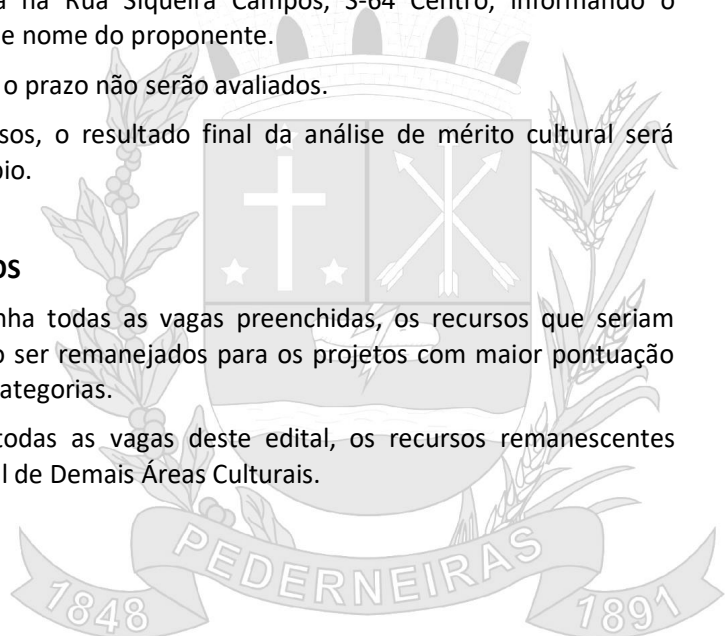 a na Rua Siqueira Campos, S-64 Centro, informando o
e nome do proponente.
o prazo não serão avaliados.
sos, o resultado final da análise de mérito cultural será
pio.
OS
nha todas as vagas preenchidas, os recursos que seriam
o ser remanejados para os projetos com maior pontuação
categorias.
todas as vagas deste edital, os recursos remanescentes
l de Demais Áreas Culturais.
PEDERNEIRAS
1848
1891